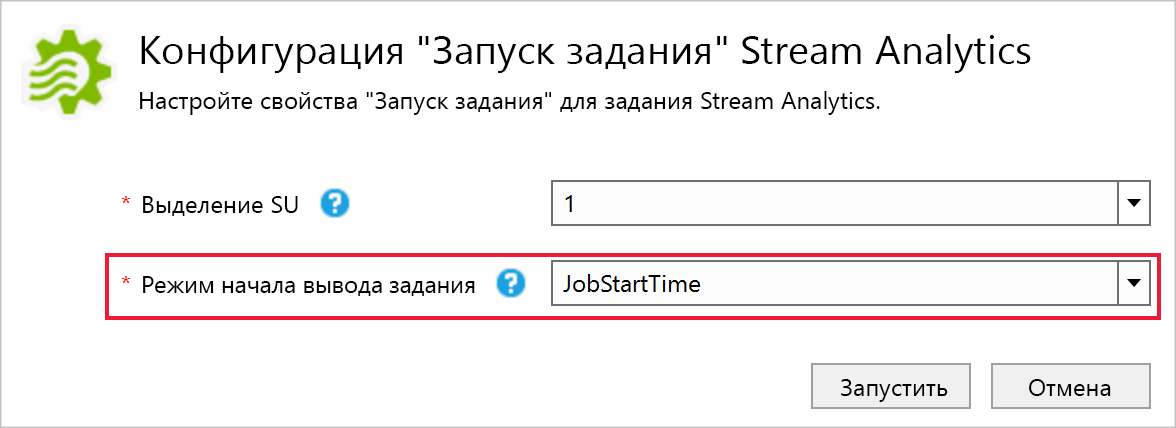 Конфигурация "Запуск задания" Stream Analytics
Настройте свойства "Запуск задания" для задания Stream Analytics.
* Выделение SU ? 1
* Режим начала вывода задания ? JobStartTime
Запустить Отмена